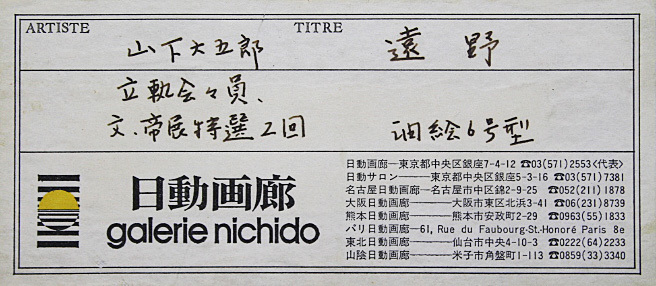 ARTISTE 山下大五郎 TITRE 遠野
立軌会々員、
文、帝展特選2回 油絵6号型
日動画廊
galerie nichido
日動画廊―東京都中央区銀座7-4-12 ☎03(571)2553<代表>
日動サロン―東京都中央区銀座5-3-16 ☎03(571)7381
名古屋日動画廊―名古屋市中区錦2-9-25 ☎052(211)1878
大阪日動画廊―大阪市東区北浜3-41 ☎06(231)8739
熊本日動画廊―熊本市安政町2-29 ☎0963(55)1833
パリ日動画廊―61, Rue du Faubourg-St.Honoré Paris 8e
東北日動画廊―仙台市中央4-10-3 ☎0222(64)2233
山陰日動画廊―米子市角盤町1-113 ☎0859(33)3340